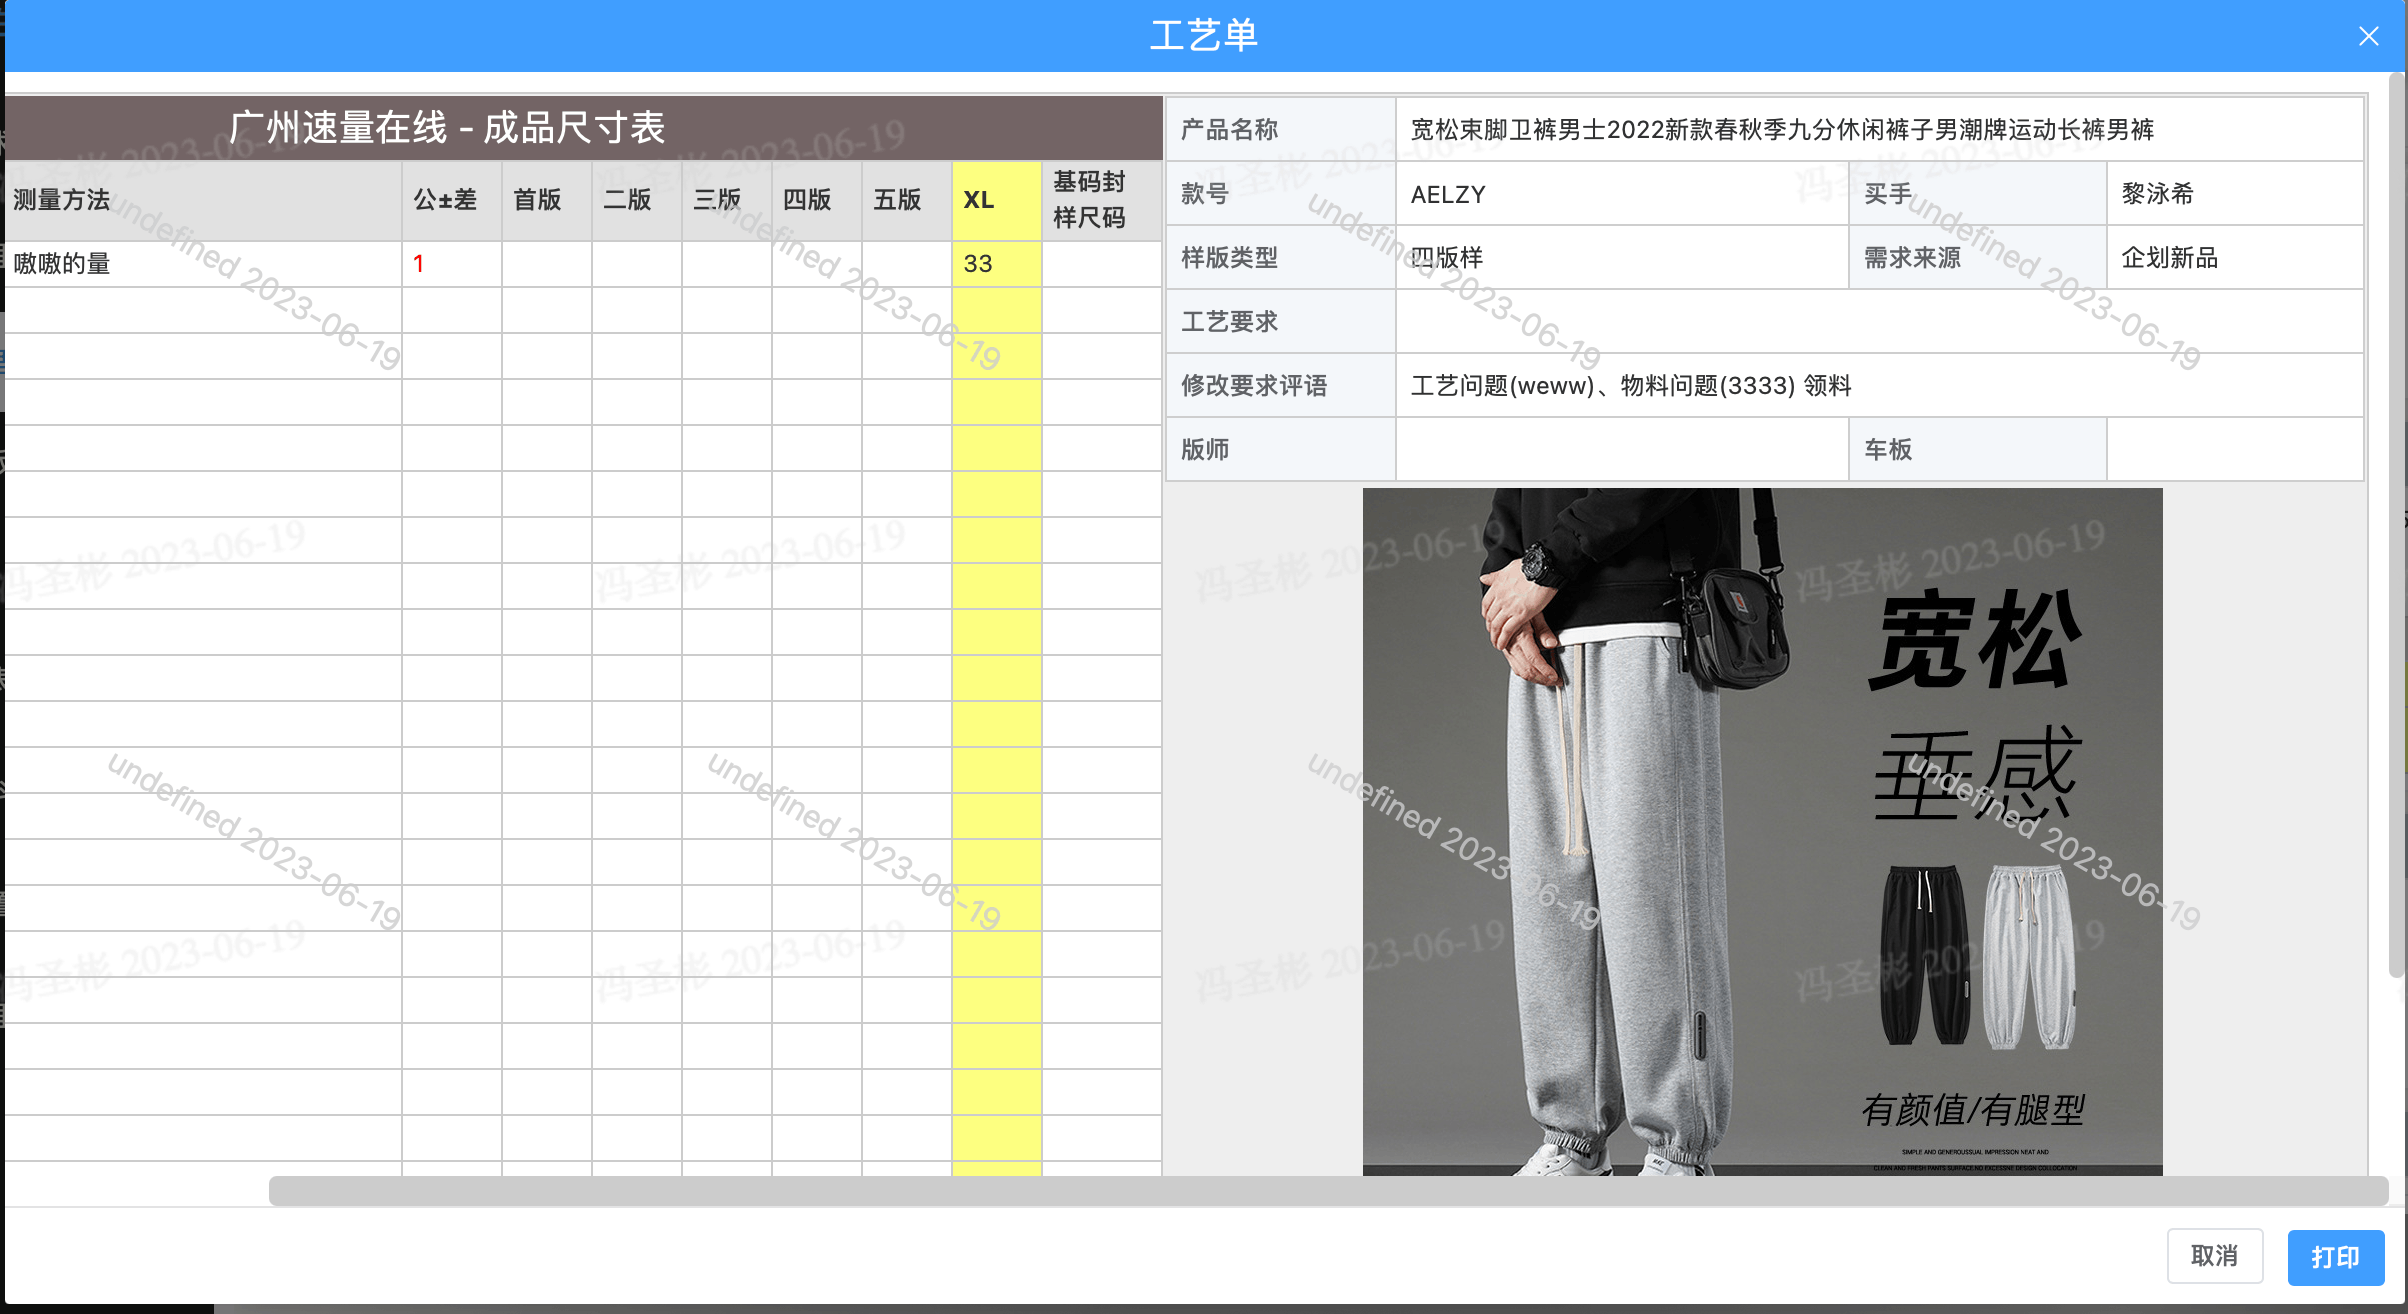 工艺单
广州速量在线 - 成品尺寸表
测量方法 公±差 首版 二版 三版 四版 五版 XL 基码封样尺码
嗷嗷的量 1 33
产品名称 宽松束脚卫裤男士2022新款春秋季九分休闲裤子男潮牌运动长裤男裤
款号 AELZY 买手 黎泳希
样版类型 四版样 需求来源 企划新品
工艺要求
修改要求评语 工艺问题(weww)、物料问题(3333) 领料
版师 车板
宽松
垂感
有颜值/有腿型
SIMPLE AND GENEROUSSUAL IMPRESSION NEAT AND
CLEAN AND FRESH PANTS SURFACE NO EXCESSIVE DESIGN COLLOCATION
冯圣彬 2023-06-19
undefined 2023-06-19
取消 打印